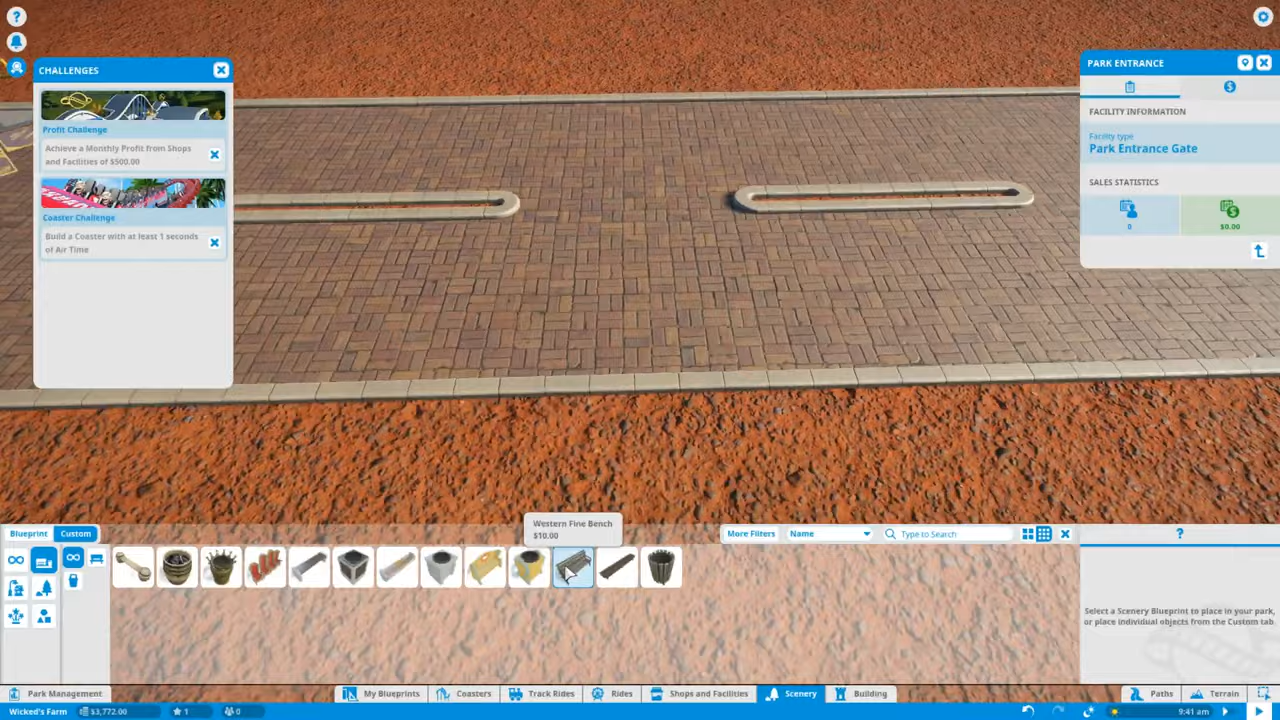 CHALLENGES
Profit Challenge
Achieve a Monthly Profit from Shops
and Facilities of $500.00
Coaster Challenge
Build a Coaster with at least 1 seconds
of Air Time
PARK ENTRANCE
FACILITY INFORMATION
Facility type
Park Entrance Gate
SALES STATISTICS
0
$0.00
Western Fine Bench
$10.00
Blueprint
Custom
More Filters
Name
Type to Search
?
Select a Scenery Blueprint to place in your park,
or place individual objects from the Custom tab.
Park Management
My Blueprints
Coasters
Track Rides
Rides
Shops and Facilities
Scenery
Building
Paths
Terrain
Wicked's Farm
$3,772.00
1
0
9:41 am